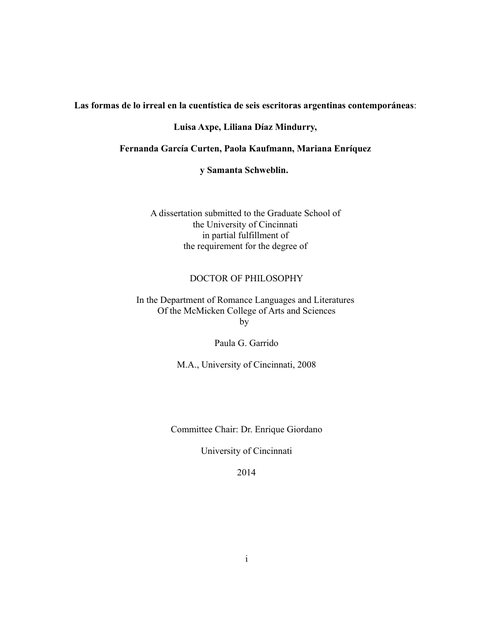 Las formas de lo irreal en la cuentística de seis escritoras argentinas contemporáneas:
Luisa Axpe, Liliana Díaz Mindurry,
Fernanda García Curten, Paola Kaufmann, Mariana Enríquez
y Samanta Schweblin.
A dissertation submitted to the Graduate School of
the University of Cincinnati
in partial fulfillment of
the requirement for the degree of
DOCTOR OF PHILOSOPHY
In the Department of Romance Languages and Literatures
Of the McMicken College of Arts and Sciences
by
Paula G. Garrido
M.A., University of Cincinnati, 2008
Committee Chair: Dr. Enrique Giordano
University of Cincinnati
2014
i